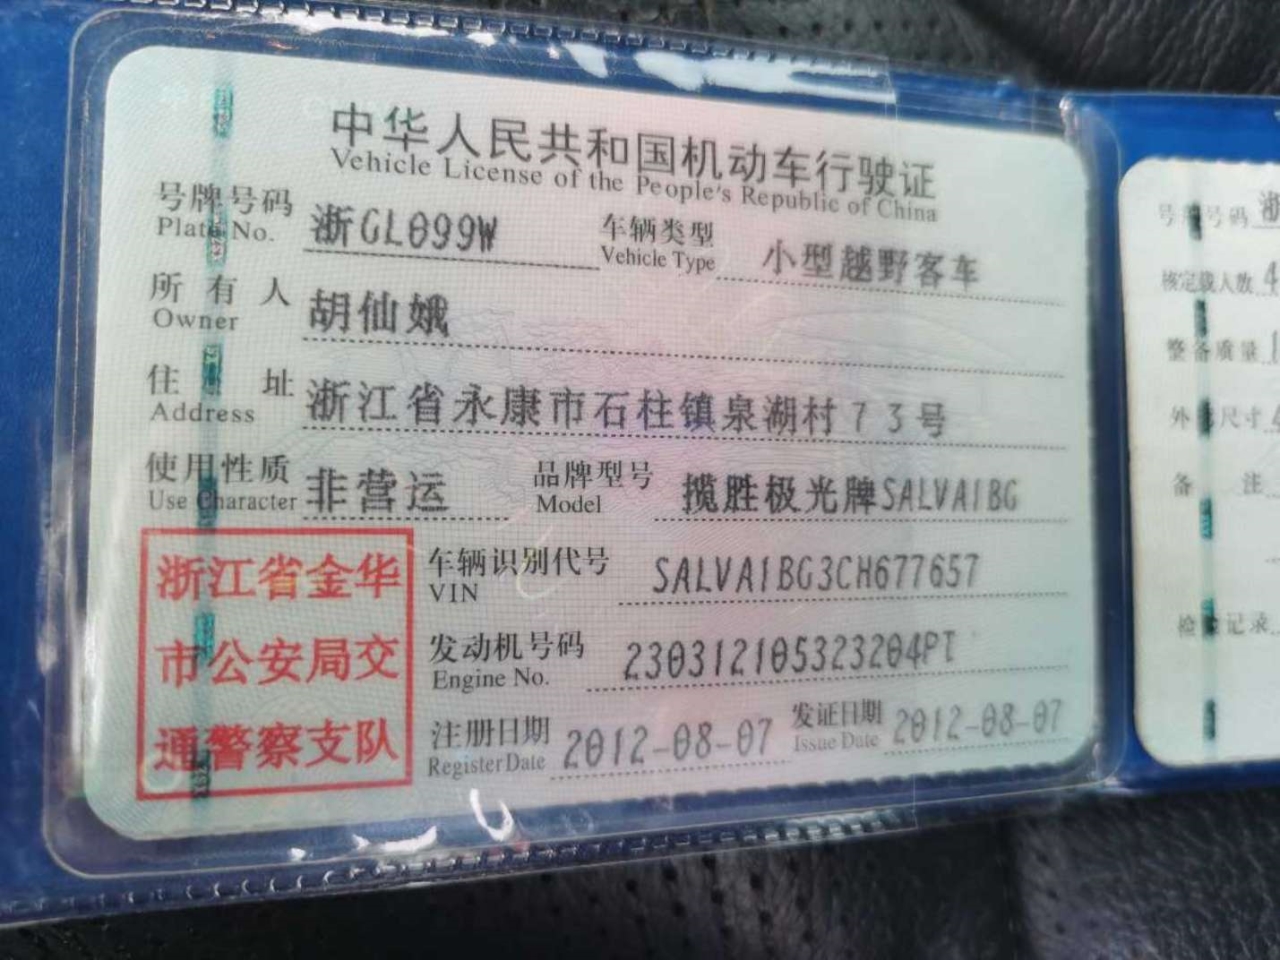 中华人民共和国机动车行驶证
Vehicle License of the People's Republic of China
号牌号码 浙GL099W 车辆类型 小型越野客车
Plate No. Vehicle Type
所有人 胡仙娥
Owner
住址 浙江省永康市石柱镇泉湖村73号
Address
使用性质 非营运 品牌型号 揽胜极光牌SALVA1BG
Use Character Model
浙江省金华
市公安局交
通警察支队
车辆识别代号 SALVA1BG3CH677657
VIN
发动机号码 230312105323204PT
Engine No.
注册日期 2012-08-07 发证日期 2012-08-07
Register Date Issue Date
号牌号码 浙
核定载人数 4
整备质量 1
外廓尺寸
备注
检验记录